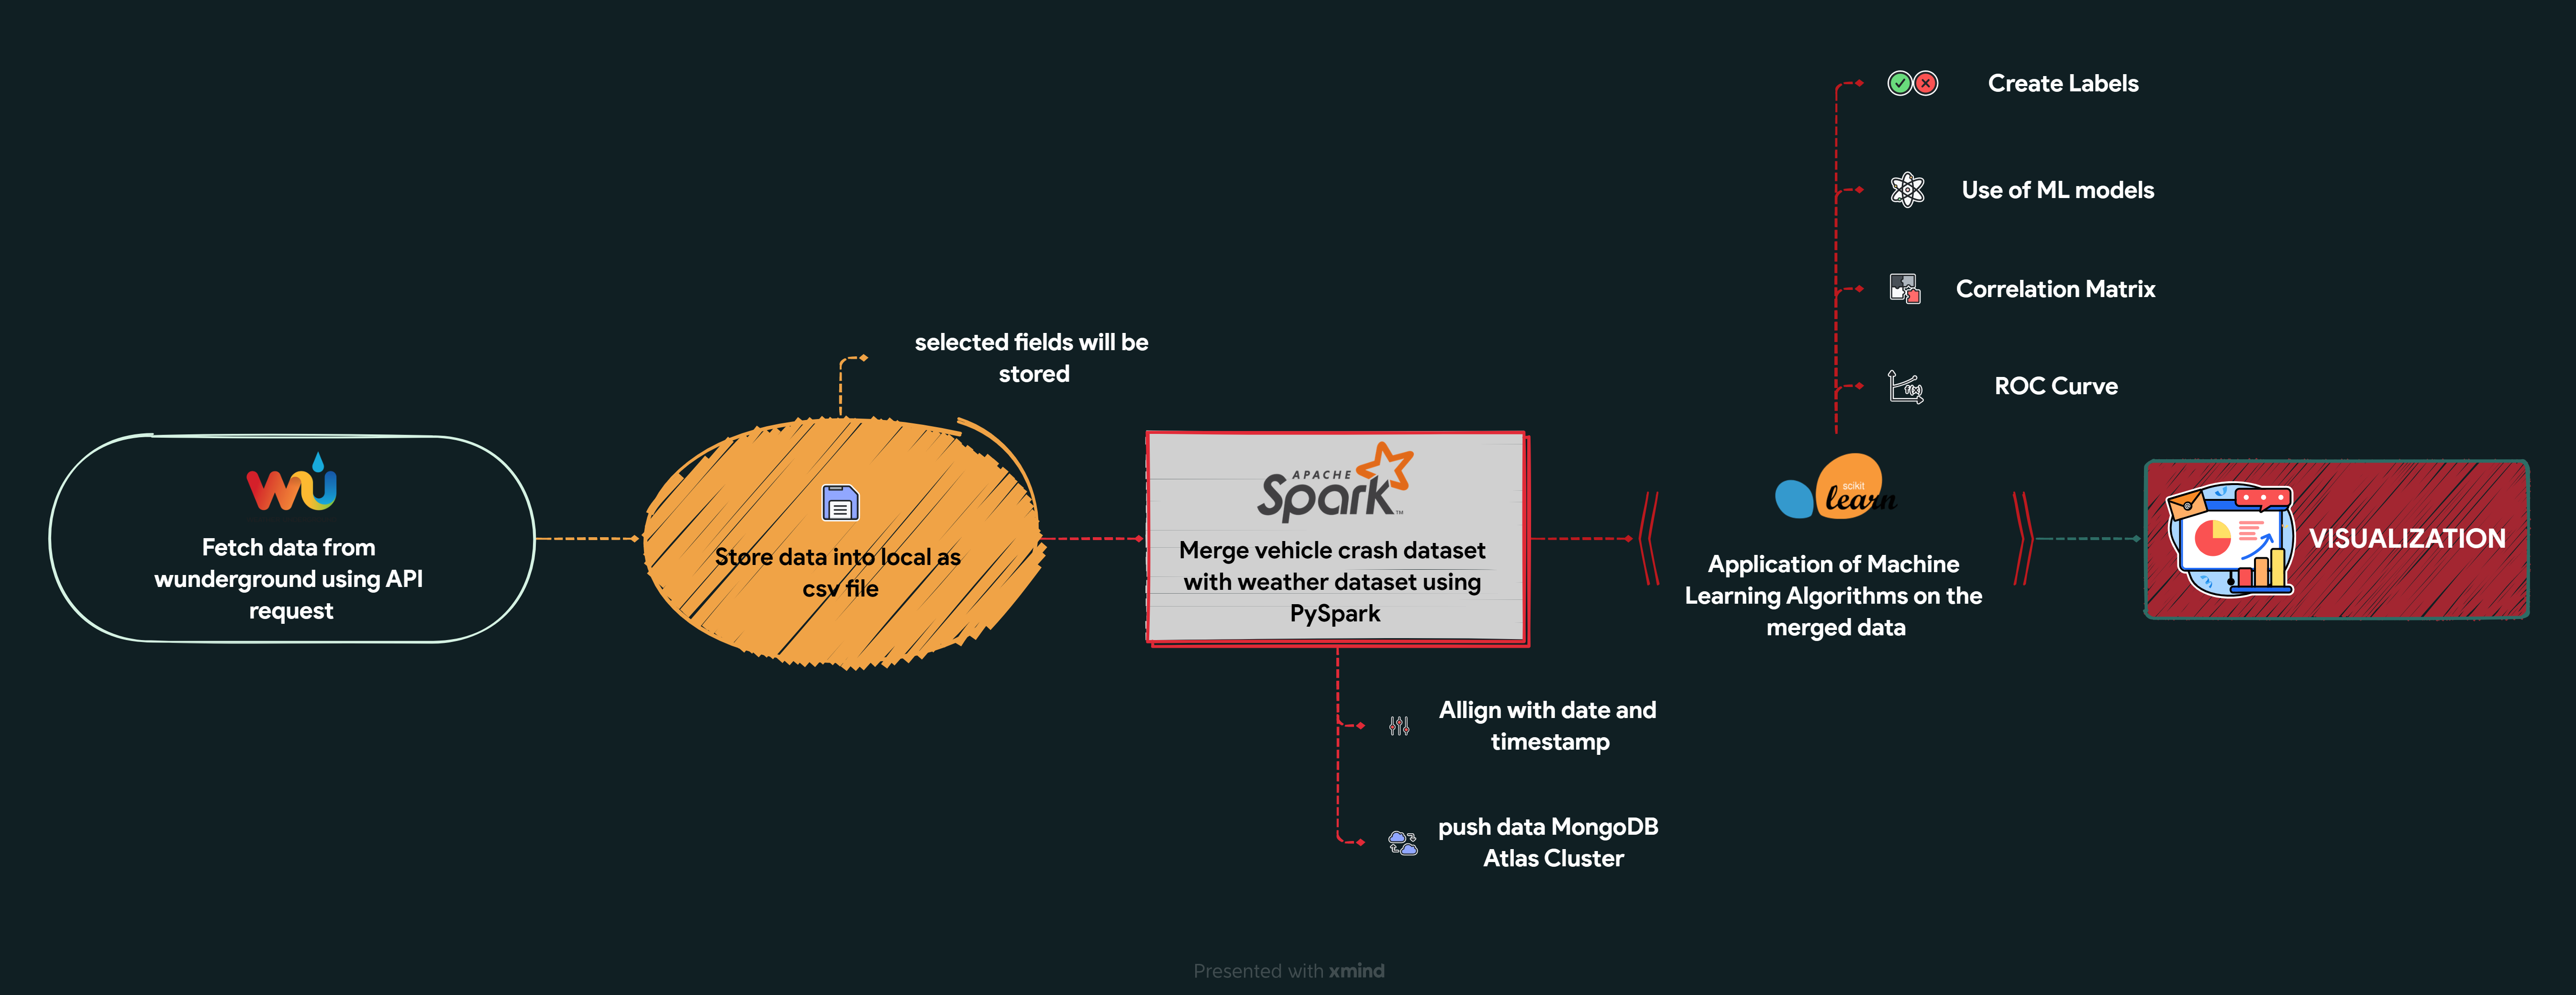 Create Labels
Use of ML models
Correlation Matrix
ROC Curve
f(x)
selected fields will be
stored
WU
Fetch data from
wunderground using API
request
Store data into local as
csv file
APACHE
Spark™
Merge vehicle crash dataset
with weather dataset using
PySpark
Allign with date and
timestamp
push data MongoDB
Atlas Cluster
scikit
learn
Application of Machine
Learning Algorithms on the
merged data
VISUALIZATION
Presented with xmind